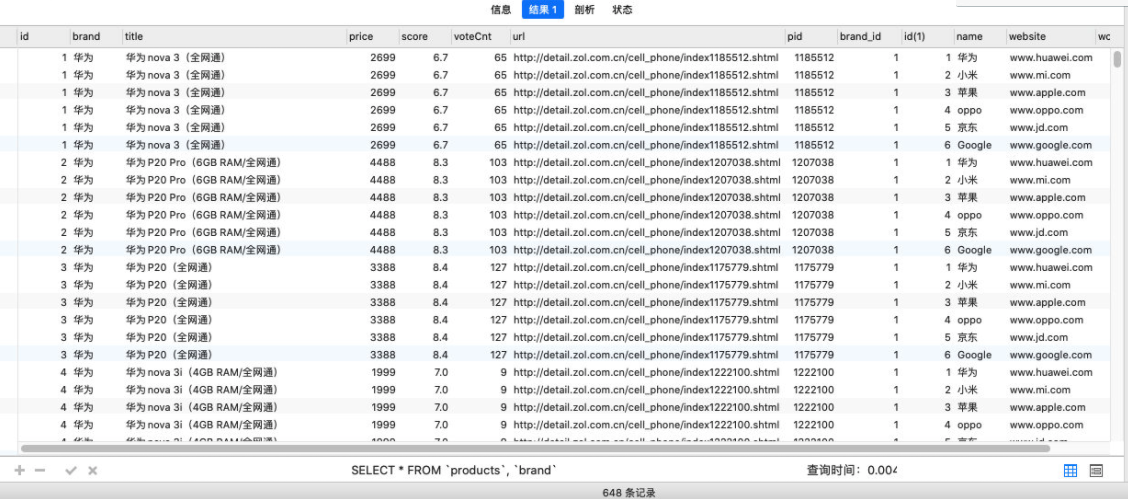 信息 结果 1 剖析 状态
id brand title price score voteCnt url pid brand_id id(1) name website wc
1 华为 华为 nova 3（全网通） 2699 6.7 65 http://detail.zol.com.cn/cell_phone/index1185512.shtml 1185512 1 1 华为 www.huawei.com
1 华为 华为 nova 3（全网通） 2699 6.7 65 http://detail.zol.com.cn/cell_phone/index1185512.shtml 1185512 1 2 小米 www.mi.com
1 华为 华为 nova 3（全网通） 2699 6.7 65 http://detail.zol.com.cn/cell_phone/index1185512.shtml 1185512 1 3 苹果 www.apple.com
1 华为 华为 nova 3（全网通） 2699 6.7 65 http://detail.zol.com.cn/cell_phone/index1185512.shtml 1185512 1 4 oppo www.oppo.com
1 华为 华为 nova 3（全网通） 2699 6.7 65 http://detail.zol.com.cn/cell_phone/index1185512.shtml 1185512 1 5 京东 www.jd.com
1 华为 华为 nova 3（全网通） 2699 6.7 65 http://detail.zol.com.cn/cell_phone/index1185512.shtml 1185512 1 6 Google www.google.com
2 华为 华为 P20 Pro（6GB RAM/全网通） 4488 8.3 103 http://detail.zol.com.cn/cell_phone/index1207038.shtml 1207038 1 1 华为 www.huawei.com
2 华为 华为 P20 Pro（6GB RAM/全网通） 4488 8.3 103 http://detail.zol.com.cn/cell_phone/index1207038.shtml 1207038 1 2 小米 www.mi.com
2 华为 华为 P20 Pro（6GB RAM/全网通） 4488 8.3 103 http://detail.zol.com.cn/cell_phone/index1207038.shtml 1207038 1 3 苹果 www.apple.com
2 华为 华为 P20 Pro（6GB RAM/全网通） 4488 8.3 103 http://detail.zol.com.cn/cell_phone/index1207038.shtml 1207038 1 4 oppo www.oppo.com
2 华为 华为 P20 Pro（6GB RAM/全网通） 4488 8.3 103 http://detail.zol.com.cn/cell_phone/index1207038.shtml 1207038 1 5 京东 www.jd.com
2 华为 华为 P20 Pro（6GB RAM/全网通） 4488 8.3 103 http://detail.zol.com.cn/cell_phone/index1207038.shtml 1207038 1 6 Google www.google.com
3 华为 华为 P20（全网通） 3388 8.4 127 http://detail.zol.com.cn/cell_phone/index1175779.shtml 1175779 1 1 华为 www.huawei.com
3 华为 华为 P20（全网通） 3388 8.4 127 http://detail.zol.com.cn/cell_phone/index1175779.shtml 1175779 1 2 小米 www.mi.com
3 华为 华为 P20（全网通） 3388 8.4 127 http://detail.zol.com.cn/cell_phone/index1175779.shtml 1175779 1 3 苹果 www.apple.com
3 华为 华为 P20（全网通） 3388 8.4 127 http://detail.zol.com.cn/cell_phone/index1175779.shtml 1175779 1 4 oppo www.oppo.com
3 华为 华为 P20（全网通） 3388 8.4 127 http://detail.zol.com.cn/cell_phone/index1175779.shtml 1175779 1 5 京东 www.jd.com
3 华为 华为 P20（全网通） 3388 8.4 127 http://detail.zol.com.cn/cell_phone/index1175779.shtml 1175779 1 6 Google www.google.com
4 华为 华为 nova 3i（4GB RAM/全网通） 1999 7.0 9 http://detail.zol.com.cn/cell_phone/index1222100.shtml 1222100 1 1 华为 www.huawei.com
4 华为 华为 nova 3i（4GB RAM/全网通） 1999 7.0 9 http://detail.zol.com.cn/cell_phone/index1222100.shtml 1222100 1 2 小米 www.mi.com
4 华为 华为 nova 3i（4GB RAM/全网通） 1999 7.0 9 http://detail.zol.com.cn/cell_phone/index1222100.shtml 1222100 1 3 苹果 www.apple.com
4 华为 华为 nova 3i（4GB RAM/全网通） 1999 7.0 9 http://detail.zol.com.cn/cell_phone/index1222100.shtml 1222100 1 4 oppo www.oppo.com
SELECT * FROM `products`, `brand` 查询时间：0.004
648 条记录